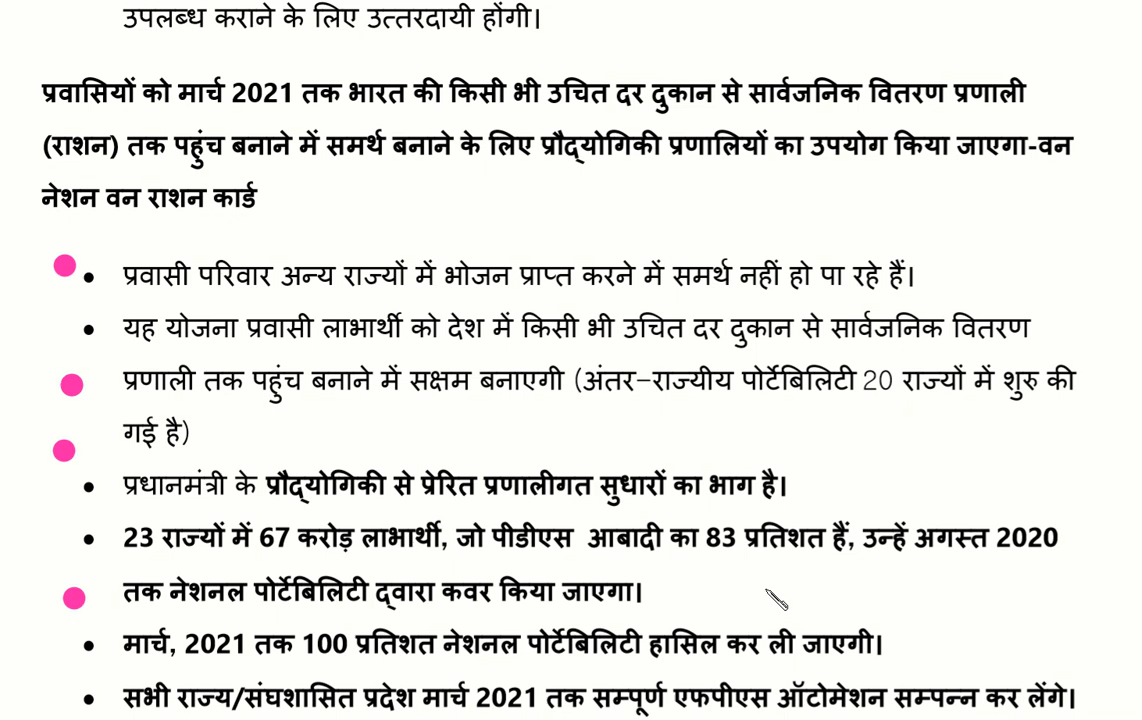 उपलब्ध कराने के लिए उत्तरदायी होंगी।
प्रवासियों को मार्च 2021 तक भारत की किसी भी उचित दर दुकान से सार्वजनिक वितरण प्रणाली
(राशन) तक पहुंच बनाने में समर्थ बनाने के लिए प्रौद्योगिकी प्रणालियों का उपयोग किया जाएगा-वन
नेशन वन राशन कार्ड
• प्रवासी परिवार अन्य राज्यों में भोजन प्राप्त करने में समर्थ नहीं हो पा रहे हैं।
• यह योजना प्रवासी लाभार्थी को देश में किसी भी उचित दर दुकान से सार्वजनिक वितरण
प्रणाली तक पहुंच बनाने में सक्षम बनाएगी (अंतर-राज्यीय पोर्टेबिलिटी 20 राज्यों में शुरु की
गई है)
• प्रधानमंत्री के प्रौद्योगिकी से प्रेरित प्रणालीगत सुधारों का भाग है।
• 23 राज्यों में 67 करोड़ लाभार्थी, जो पीडीएस आबादी का 83 प्रतिशत हैं, उन्हें अगस्त 2020
तक नेशनल पोर्टेबिलिटी द्वारा कवर किया जाएगा।
• मार्च, 2021 तक 100 प्रतिशत नेशनल पोर्टेबिलिटी हासिल कर ली जाएगी।
• सभी राज्य/संघशासित प्रदेश मार्च 2021 तक सम्पूर्ण एफपीएस ऑटोमेशन सम्पन्न कर लेंगे।